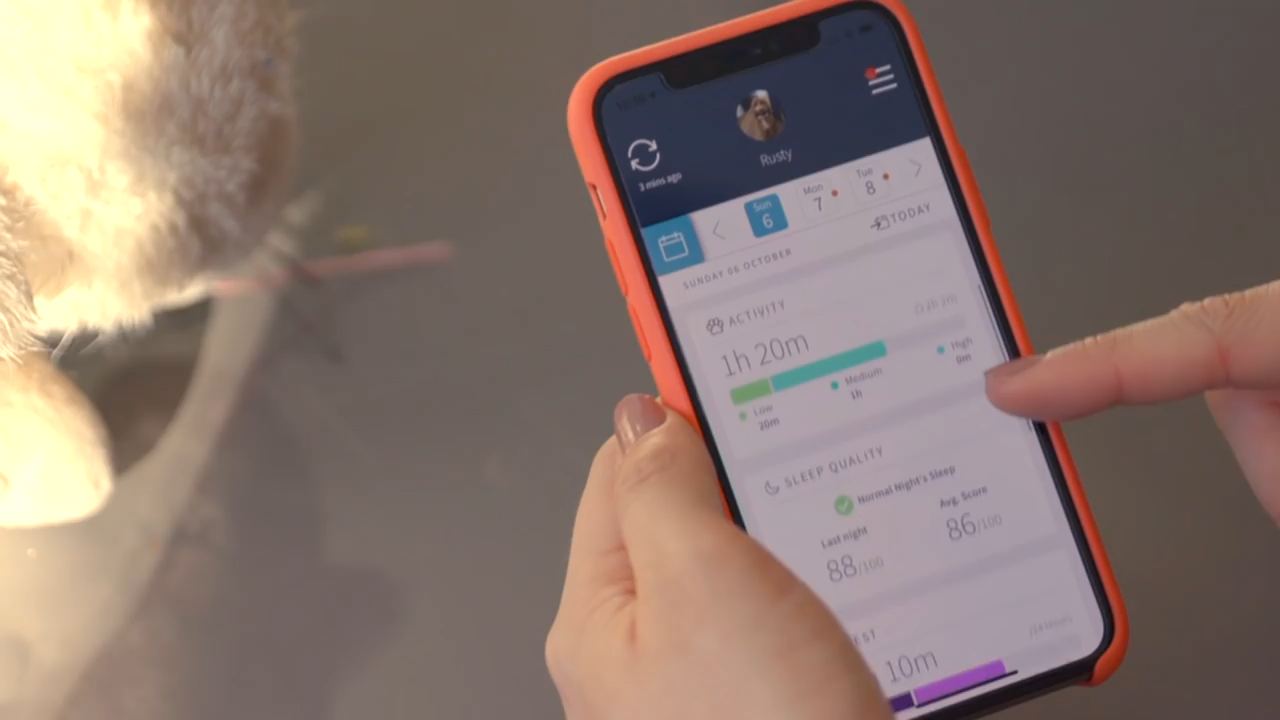 Rusty
3 mins ago
Sun Mon Tue
6 7 8
TODAY
SUNDAY 06 OCTOBER
ACTIVITY
1h 20m
Low Medium High
20m 1h 0m
SLEEP QUALITY
Normal Night's Sleep
Last night Avg. Score
88/100 86/100
10m